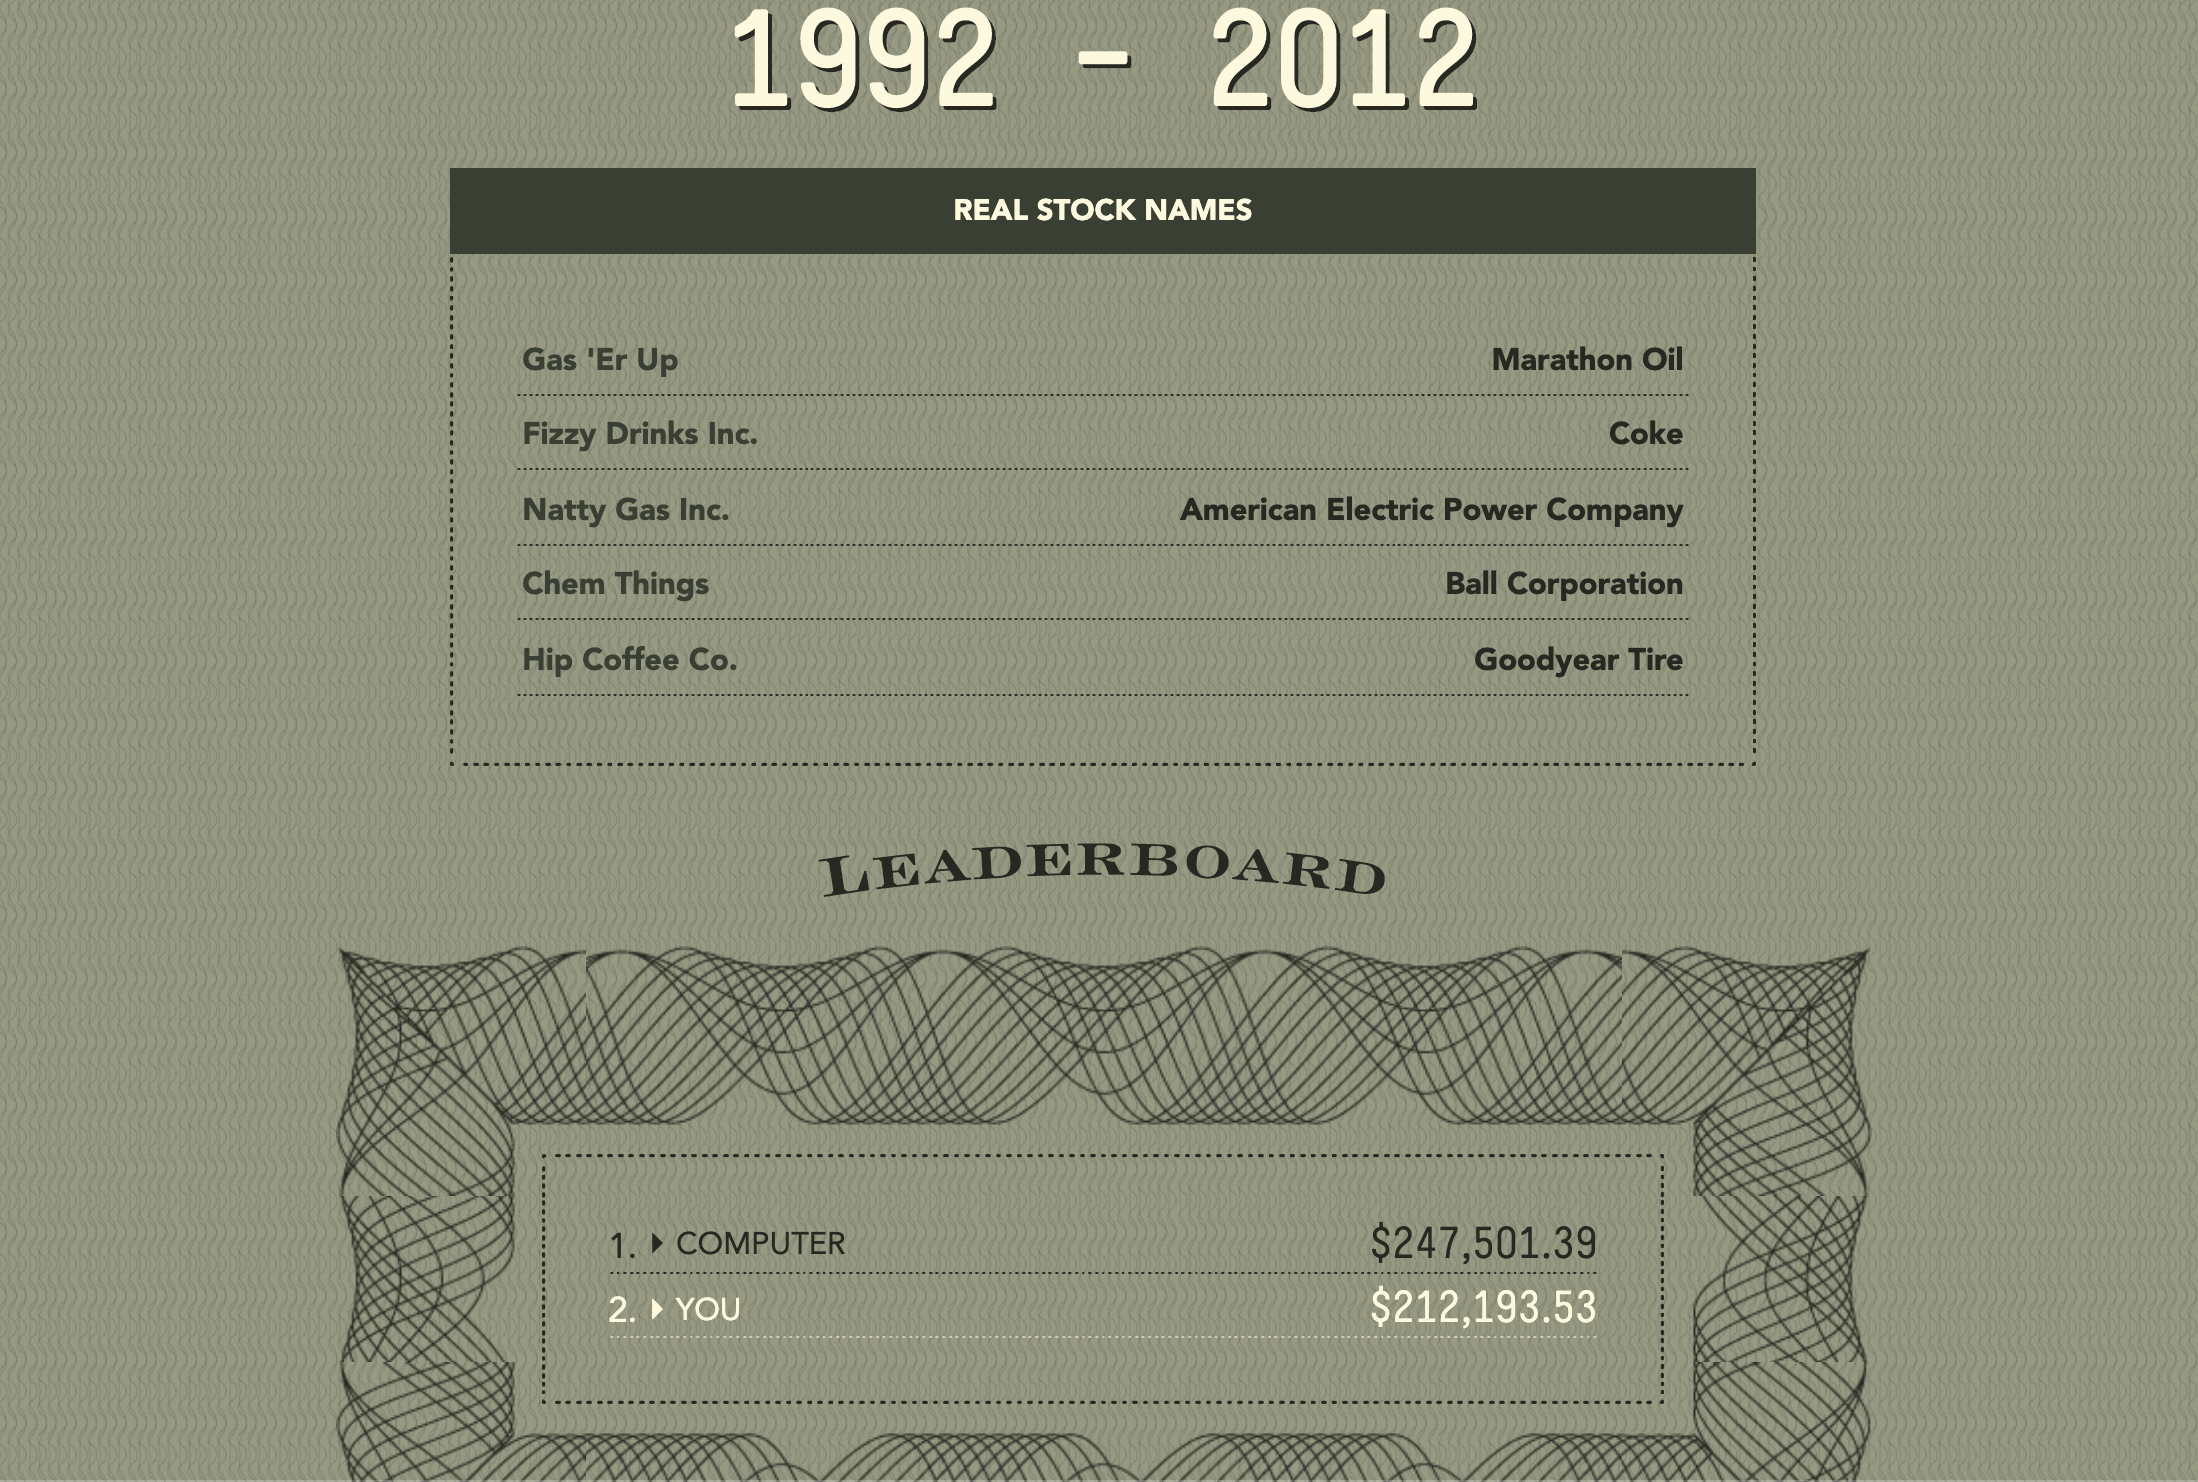 1992 - 2012
REAL STOCK NAMES
Gas 'Er Up Marathon Oil
Fizzy Drinks Inc. Coke
Natty Gas Inc. American Electric Power Company
Chem Things Ball Corporation
Hip Coffee Co. Goodyear Tire
LEADERBOARD
1. COMPUTER $247,501.39
2. YOU $212,193.53